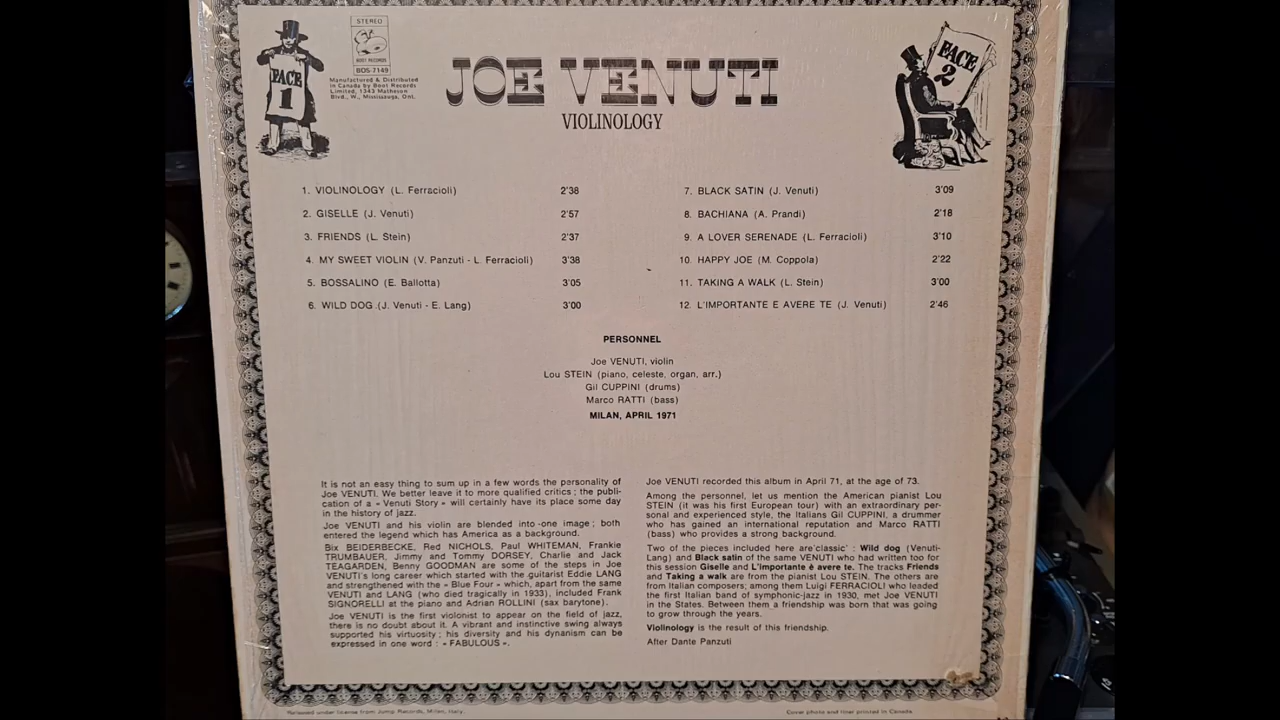 FACE
1
STEREO
BOOT RECORDS
BOS-7149
Manufactured & Distributed
in Canada by Boot Records
Limited, 1343 Matheson
Blvd., W., Mississauga, Ont.
JOE VENUTI
VIOLINOLOGY
FACE
2
1. VIOLINOLOGY (L. Ferracioli) 2'38
2. GISELLE (J. Venuti) 2'57
3. FRIENDS (L. Stein) 2'37
4. MY SWEET VIOLIN (V. Panzuti - L. Ferracioli) 3'38
5. BOSSALINO (E. Ballotta) 3'05
6. WILD DOG (J. Venuti - E. Lang) 3'00
7. BLACK SATIN (J. Venuti) 3'09
8. BACHIANA (A. Prandi) 2'18
9. A LOVER SERENADE (L. Ferracioli) 3'10
10. HAPPY JOE (M. Coppola) 2'22
11. TAKING A WALK (L. Stein) 3'00
12. L'IMPORTANTE E AVERE TE (J. Venuti) 2'46
PERSONNEL
Joe VENUTI, violin
Lou STEIN (piano, celeste, organ, arr.)
Gil CUPPINI (drums)
Marco RATTI (bass)
MILAN, APRIL 1971
It is not an easy thing to sum up in a few words the personality of
Joe VENUTI. We better leave it to more qualified critics ; the publi-
cation of a « Venuti Story » will certainly have its place some day
in the history of jazz.
Joe VENUTI and his violin are blended into one image ; both
entered the legend which has America as a background.
Bix BEIDERBECKE, Red NICHOLS, Paul WHITEMAN, Frankie
TRUMBAUER, Jimmy and Tommy DORSEY, Charlie and Jack
TEAGARDEN, Benny GOODMAN are some of the steps in Joe
VENUTI's long career which started with the guitarist Eddie LANG
and strengthened with the « Blue Four » which, apart from the same
VENUTI and LANG (who died tragically in 1933), included Frank
SIGNORELLI at the piano and Adrian ROLLINI (sax barytone).
Joe VENUTI is the first violonist to appear on the field of jazz,
there is no doubt about it. A vibrant and instinctive swing always
supported his virtuosity ; his diversity and his dynanism can be
expressed in one word : « FABULOUS ».
Joe VENUTI recorded this album in April 71, at the age of 73.
Among the personnel, let us mention the American pianist Lou
STEIN (it was his first European tour) with an extraordinary per-
sonal and experienced style, the Italians Gil CUPPINI, a drummer
who has gained an international reputation and Marco RATTI
(bass) who provides a strong background.
Two of the pieces included here are 'classic' : Wild dog (Venuti-
Lang) and Black satin of the same VENUTI who had written too for
this session Giselle and L'importante è avere te. The tracks Friends
and Taking a walk are from the pianist Lou STEIN. The others are
from Italian composers; among them Luigi FERRACIOLI who leaded
the first Italian band of symphonic-jazz in 1930, met Joe VENUTI
in the States. Between them a friendship was born that was going
to grow through the years.
Violinology is the result of this friendship.
After Dante Panzuti
Released under license from Jump Records, Milan, Italy.
Cover photo and liner printed in Canada